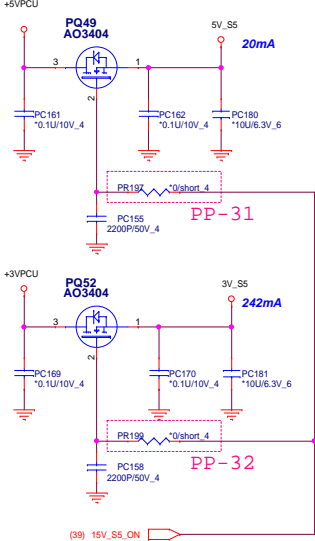 +5VPCU
PQ49
AO3404
5V_S5
20mA
3
1
2
PC161
*0.1U/10V_4
PC162
*0.1U/10V_4
PC180
*10U/6.3V_6
PR197
*0/short_4
PC155
2200P/50V_4
PP-31
+3VPCU
PQ52
AO3404
3V_S5
242mA
3
1
2
PC169
*0.1U/10V_4
PC170
*0.1U/10V_4
PC181
*10U/6.3V_6
PR199
*0/short_4
PC158
2200P/50V_4
PP-32
(39) 15V_S5_ON